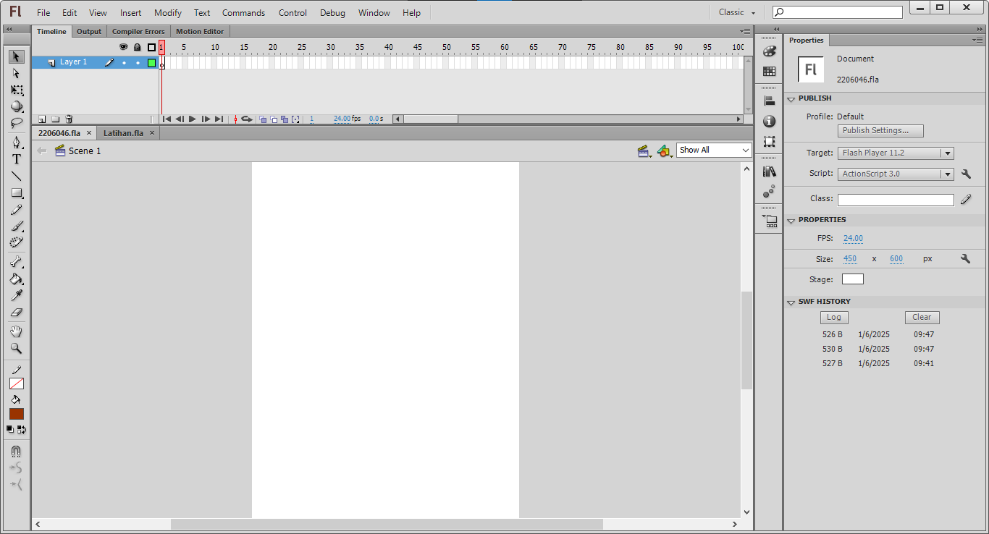 Fl File Edit View Insert Modify Text Commands Control Debug Window Help Classic
Timeline Output Compiler Errors Motion Editor
1 5 10 15 20 25 30 35 40 45 50 55 60 65 70 75 80 85 90 95 100
Layer 1
1 24.00 fps 0.0 s
2206046.fla × Latihan.fla ×
Scene 1
Show All
T
Properties
Fl
Document
2206046.fla
PUBLISH
Profile: Default
Publish Settings...
Target: Flash Player 11.2
Script: ActionScript 3.0
Class:
PROPERTIES
FPS: 24.00
Size: 450 x 600 px
Stage:
SWF HISTORY
Log Clear
526 B 1/6/2025 09:47
530 B 1/6/2025 09:47
527 B 1/6/2025 09:41